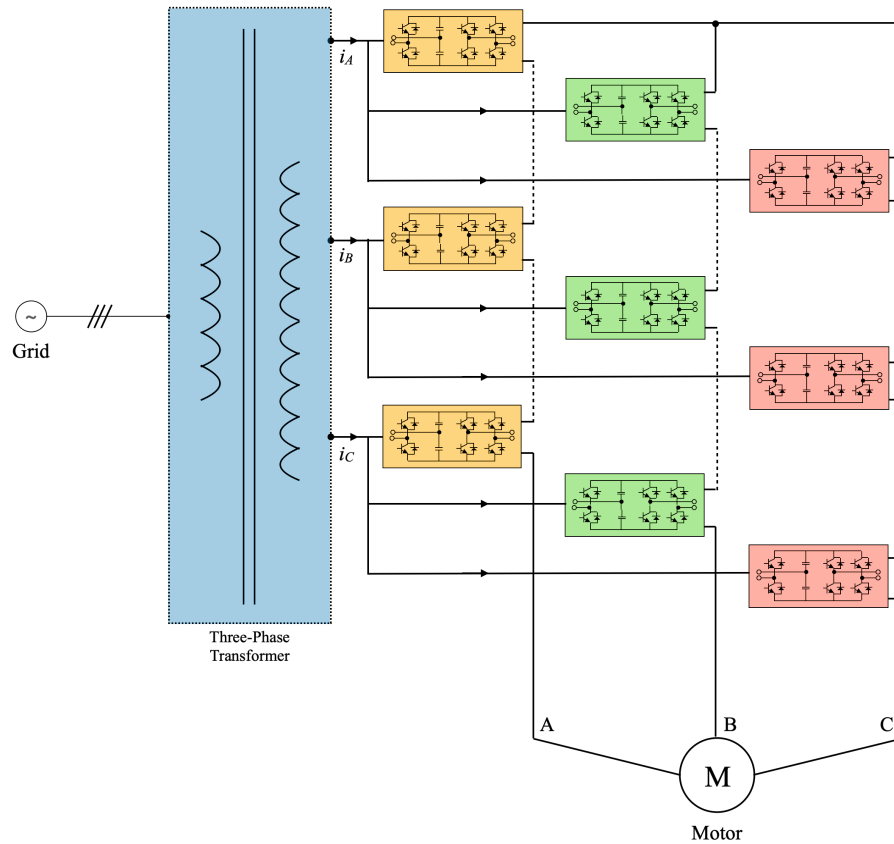 i_A
i_B
~
Grid
i_C
Three-Phase
Transformer
A
B
C
M
Motor